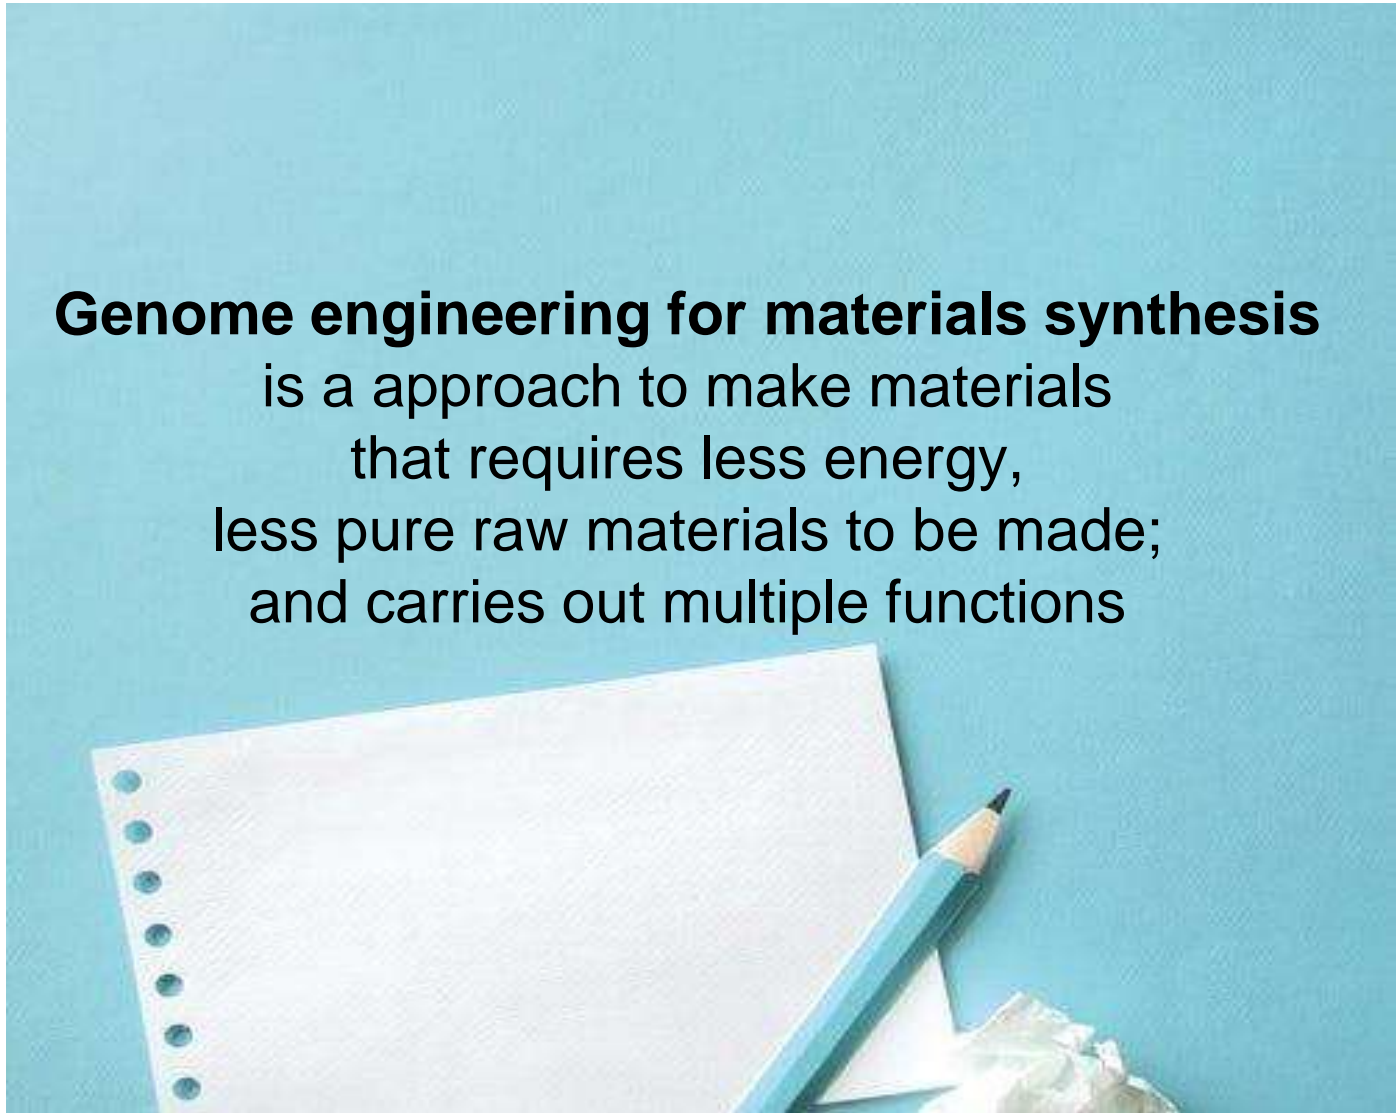 Genome engineering for materials synthesis
is a approach to make materials
that requires less energy,
less pure raw materials to be made;
and carries out multiple functions